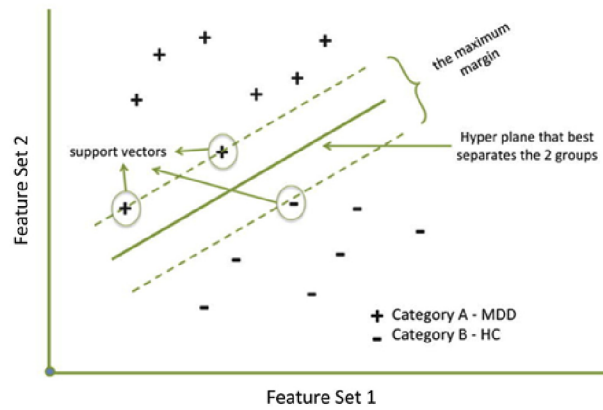 the maximum
margin
support vectors
Hyper plane that best
separates the 2 groups
Feature Set 2
+ Category A - MDD
- Category B - HC
Feature Set 1